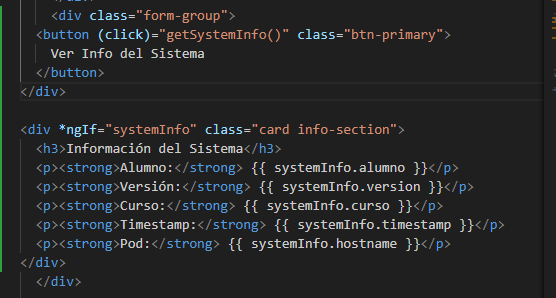 <div class="form-group">
<button (click)="getSystemInfo()" class="btn-primary">
Ver Info del Sistema
</button>
</div>
<div *ngIf="systemInfo" class="card info-section">
<h3>Información del Sistema</h3>
<p><strong>Alumno:</strong> {{ systemInfo.alumno }}</p>
<p><strong>Versión:</strong> {{ systemInfo.version }}</p>
<p><strong>Curso:</strong> {{ systemInfo.curso }}</p>
<p><strong>Timestamp:</strong> {{ systemInfo.timestamp }}</p>
<p><strong>Pod:</strong> {{ systemInfo.hostname }}</p>
</div>
</div>